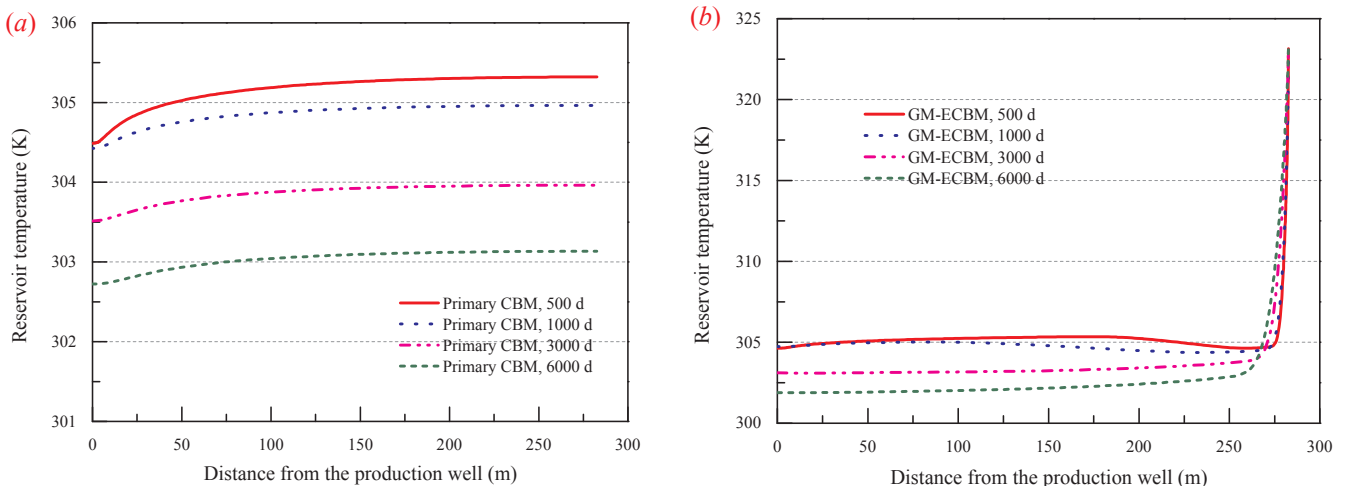 (a)
306
305
304
303
302
301
Reservoir temperature (K)
Primary CBM, 500 d
Primary CBM, 1000 d
Primary CBM, 3000 d
Primary CBM, 6000 d
0 50 100 150 200 250 300
Distance from the production well (m)
(b)
325
320
315
310
305
300
Reservoir temperature (K)
GM-ECBM, 500 d
GM-ECBM, 1000 d
GM-ECBM, 3000 d
GM-ECBM, 6000 d
0 50 100 150 200 250 300
Distance from the production well (m)